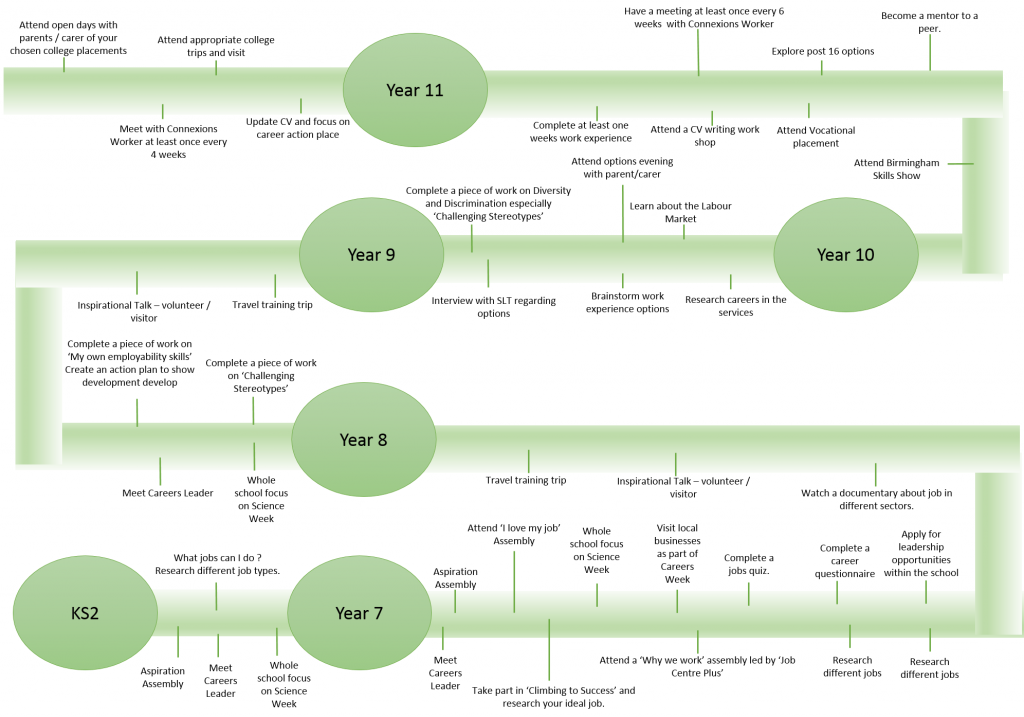 Attend open days with
parents / carer of your
chosen college placements
Attend appropriate college
trips and visit
Year 11
Have a meeting at least once every 6
weeks  with Connexions Worker
Explore post 16 options
Become a mentor to a
peer.
Meet with Connexions
Worker at least once every
4 weeks
Update CV and focus on
career action place
Complete at least one
weeks work experience
Attend a CV writing work
shop
Attend Vocational
placement
Attend Birmingham
Skills Show
Complete a piece of work on Diversity
and Discrimination especially
‘Challenging Stereotypes’
Attend options evening
with parent/carer
Learn about the Labour
Market
Year 9
Year 10
Inspirational Talk – volunteer /
visitor
Travel training trip
Interview with SLT regarding
options
Brainstorm work
experience options
Research careers in the
services
Complete a piece of work on
‘My own employability skills’
Create an action plan to show
development develop
Complete a piece of work
on ‘Challenging
Stereotypes’
Year 8
Meet Careers Leader
Whole
school focus
on Science
Week
Travel training trip
Inspirational Talk – volunteer /
visitor
Watch a documentary about job in
different sectors.
What jobs can I do ?
Research different job types.
Aspiration
Assembly
Attend ‘I love my job’
Assembly
Whole
school focus
on Science
Week
Visit local
businesses
as part of
Careers
Week
Complete a
jobs quiz.
Complete a
career
questionnaire
Apply for
leadership
opportunities
within the school
KS2
Year 7
Aspiration
Assembly
Meet
Careers
Leader
Whole
school focus
on Science
Week
Meet
Careers
Leader
Take part in ‘Climbing to Success’ and
research your ideal job.
Attend a ‘Why we work’ assembly led by ‘Job
Centre Plus’
Research
different jobs
Research
different jobs